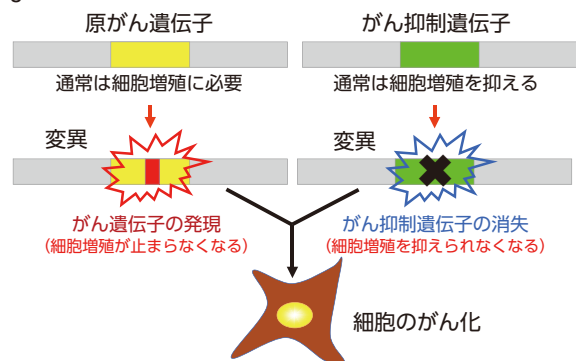 原がん遺伝子
がん抑制遺伝子
通常は細胞増殖に必要
通常は細胞増殖を抑える
変異
変異
がん遺伝子の発現
(細胞増殖が止まらなくなる)
がん抑制遺伝子の消失
(細胞増殖を抑えられなくなる)
細胞のがん化